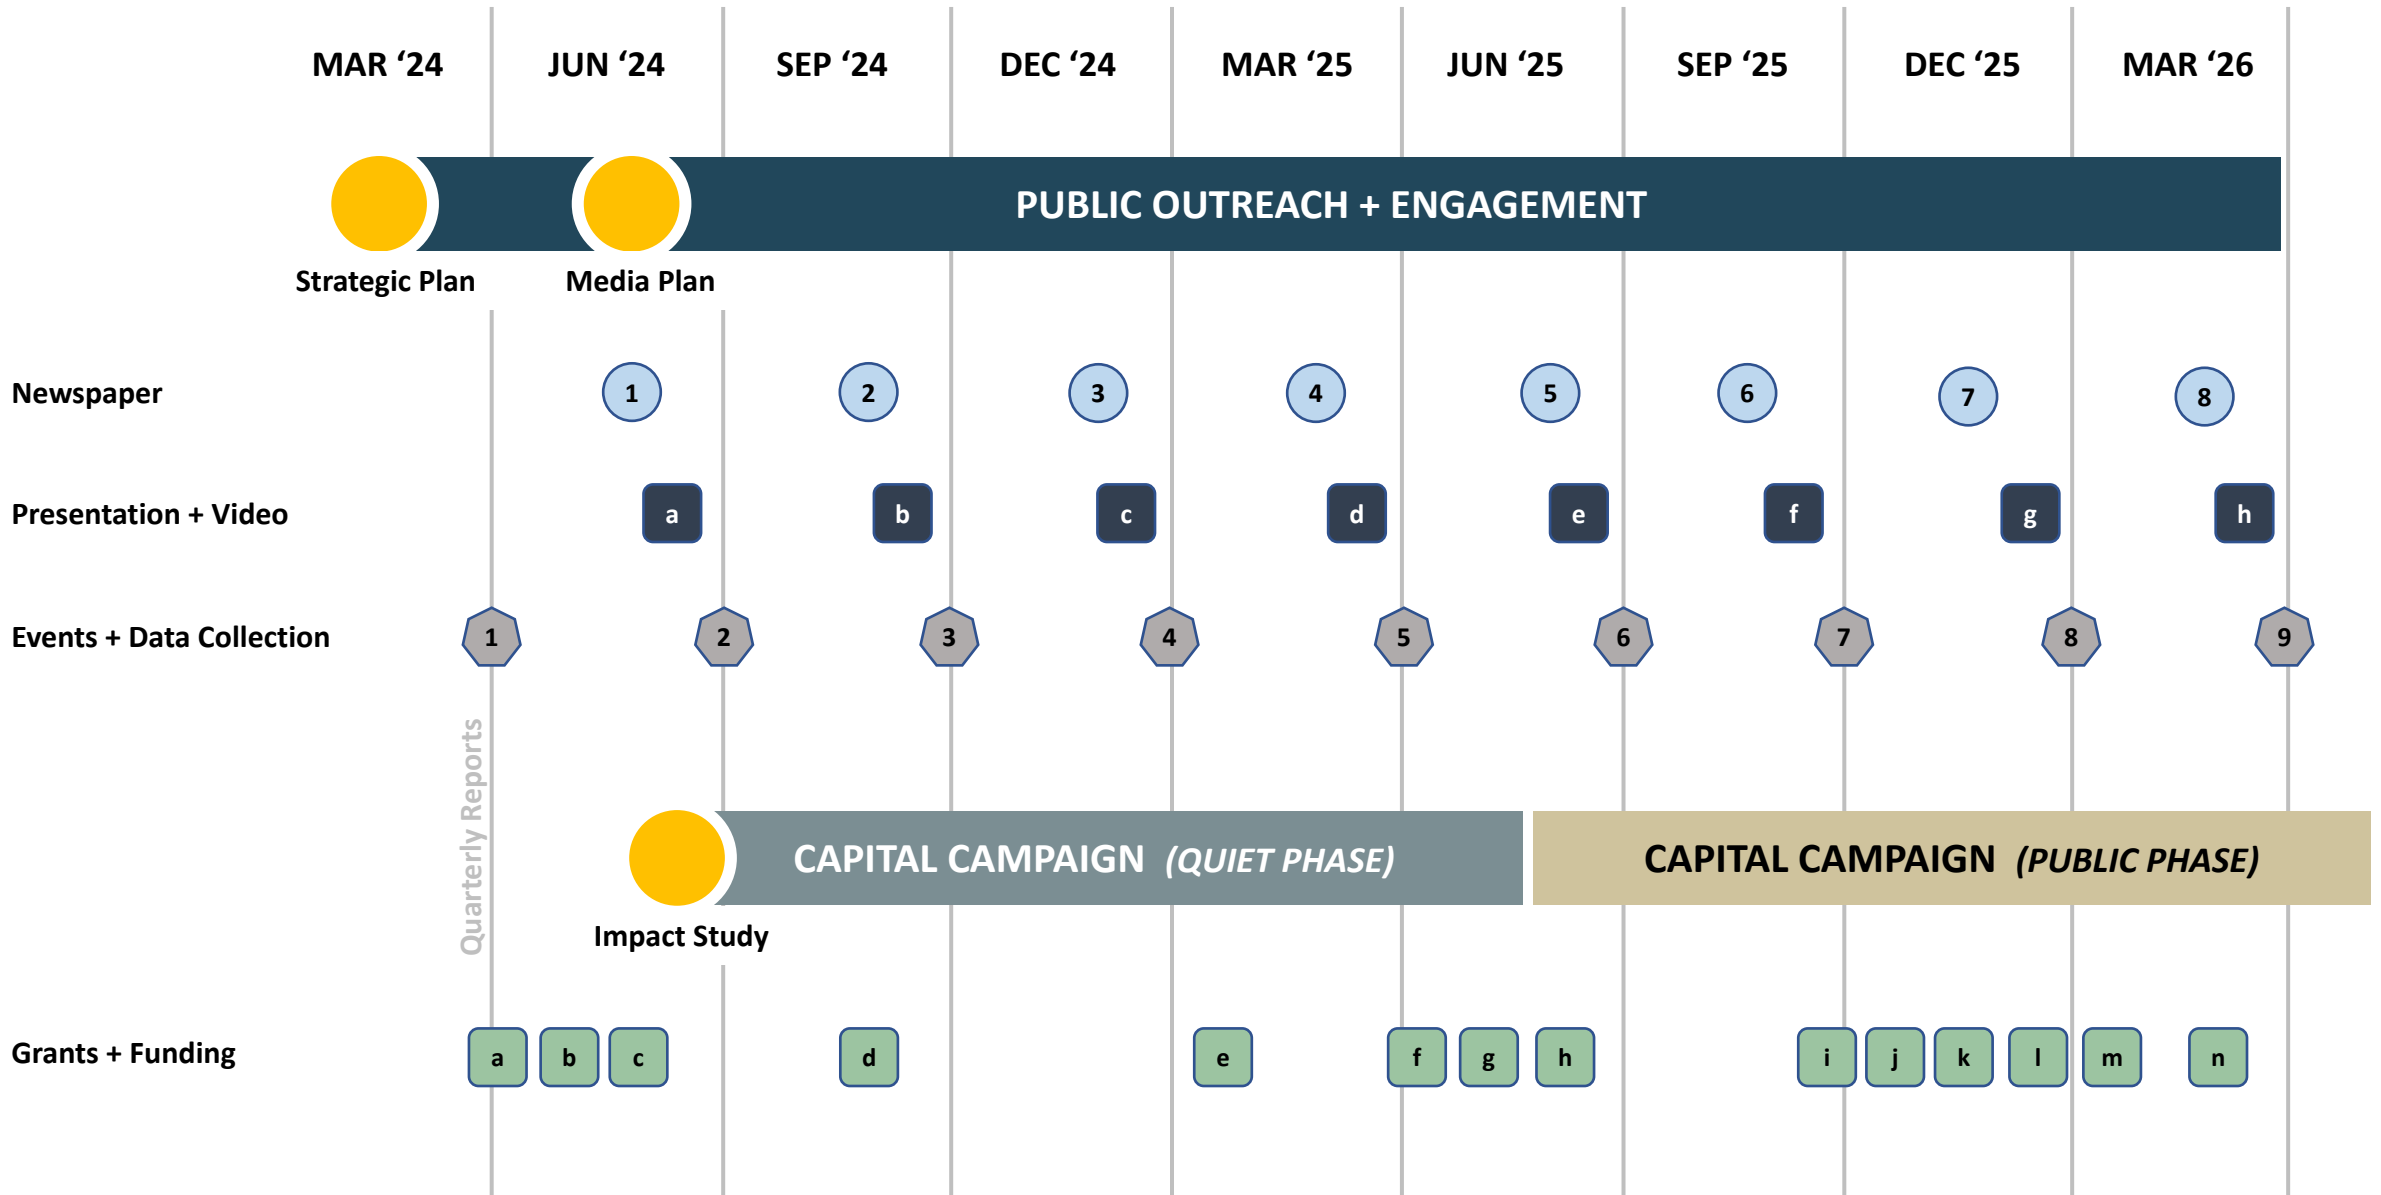 MAR ‘24 JUN ‘24 SEP ‘24 DEC ‘24 MAR ‘25 JUN ‘25 SEP ‘25 DEC ‘25 MAR ‘26
PUBLIC OUTREACH + ENGAGEMENT
Strategic Plan Media Plan
Newspaper 1 2 3 4 5 6 7 8
Presentation + Video a b c d e f g h
Events + Data Collection 1 2 3 4 5 6 7 8 9
Quarterly Reports
CAPITAL CAMPAIGN (QUIET PHASE) CAPITAL CAMPAIGN (PUBLIC PHASE)
Impact Study
Grants + Funding a b c d e f g h i j k l m n